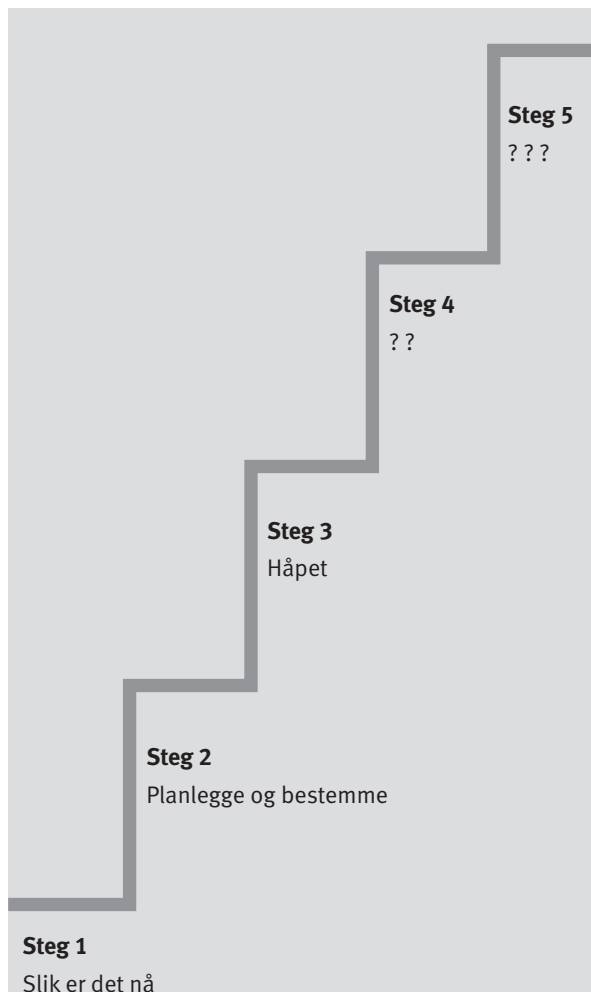 Steg 5
? ? ?
Steg 4
? ?
Steg 3
Håpet
Steg 2
Planlegge og bestemme
Steg 1
Slik er det nå